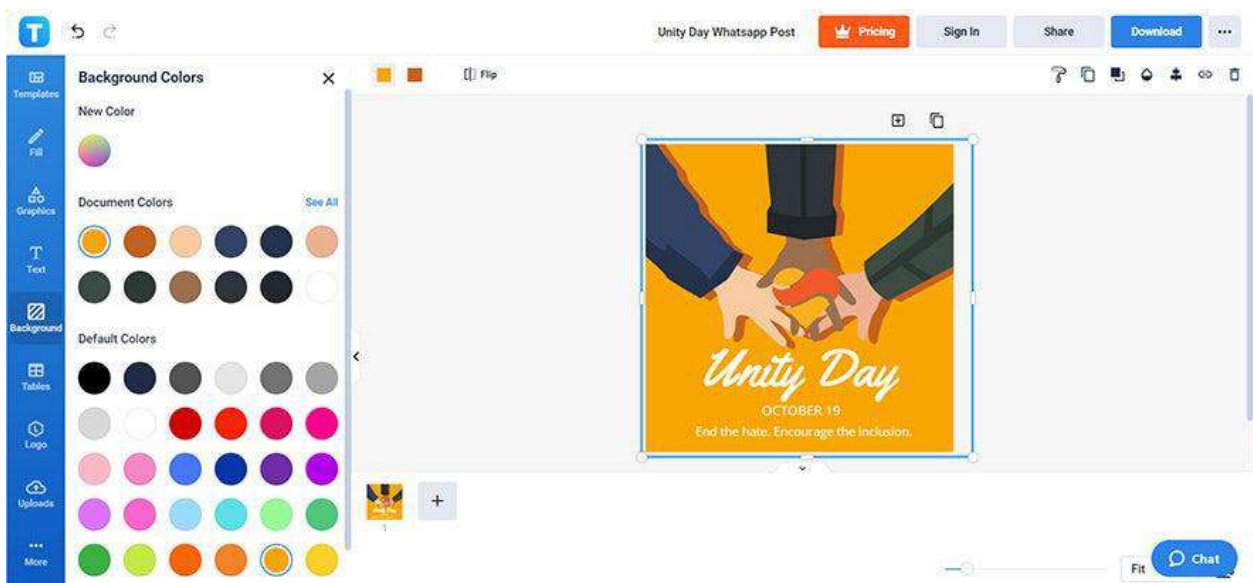 T
Unity Day Whatsapp Post
Pricing
Sign In
Share
Download
Templates
Fill
Graphics
Text
Background
Tables
Logo
Uploads
More
Background Colors
New Color
Document Colors
See All
Default Colors
Flip
Unity Day
OCTOBER 19
End the hate. Encourage the Inclusion.
1
Fit
Chat